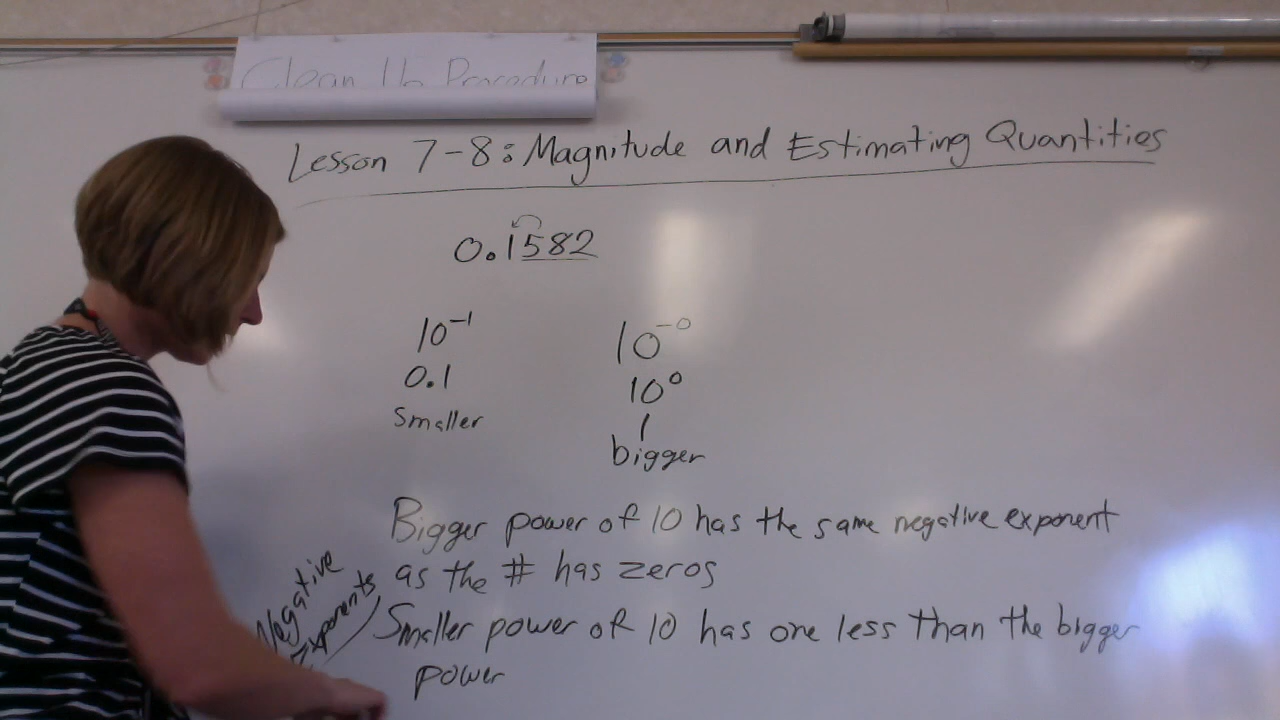 Clean Up Procedure
Lesson 7-8: Magnitude and Estimating Quantities
0.1582
10⁻¹
0.1
Smaller
10⁻⁰
10⁰
1
bigger
Bigger power of 10 has the same negative exponent
as the # has zeros
Smaller power of 10 has one less than the bigger
power
Negative
Exponents